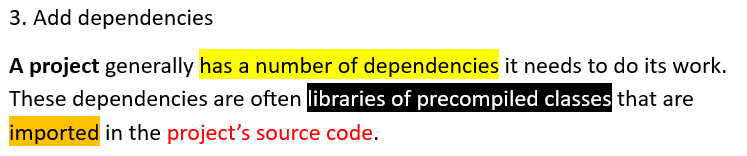 3. Add dependencies
A project generally has a number of dependencies it needs to do its work.
These dependencies are often libraries of precompiled classes that are
imported in the project’s source code.